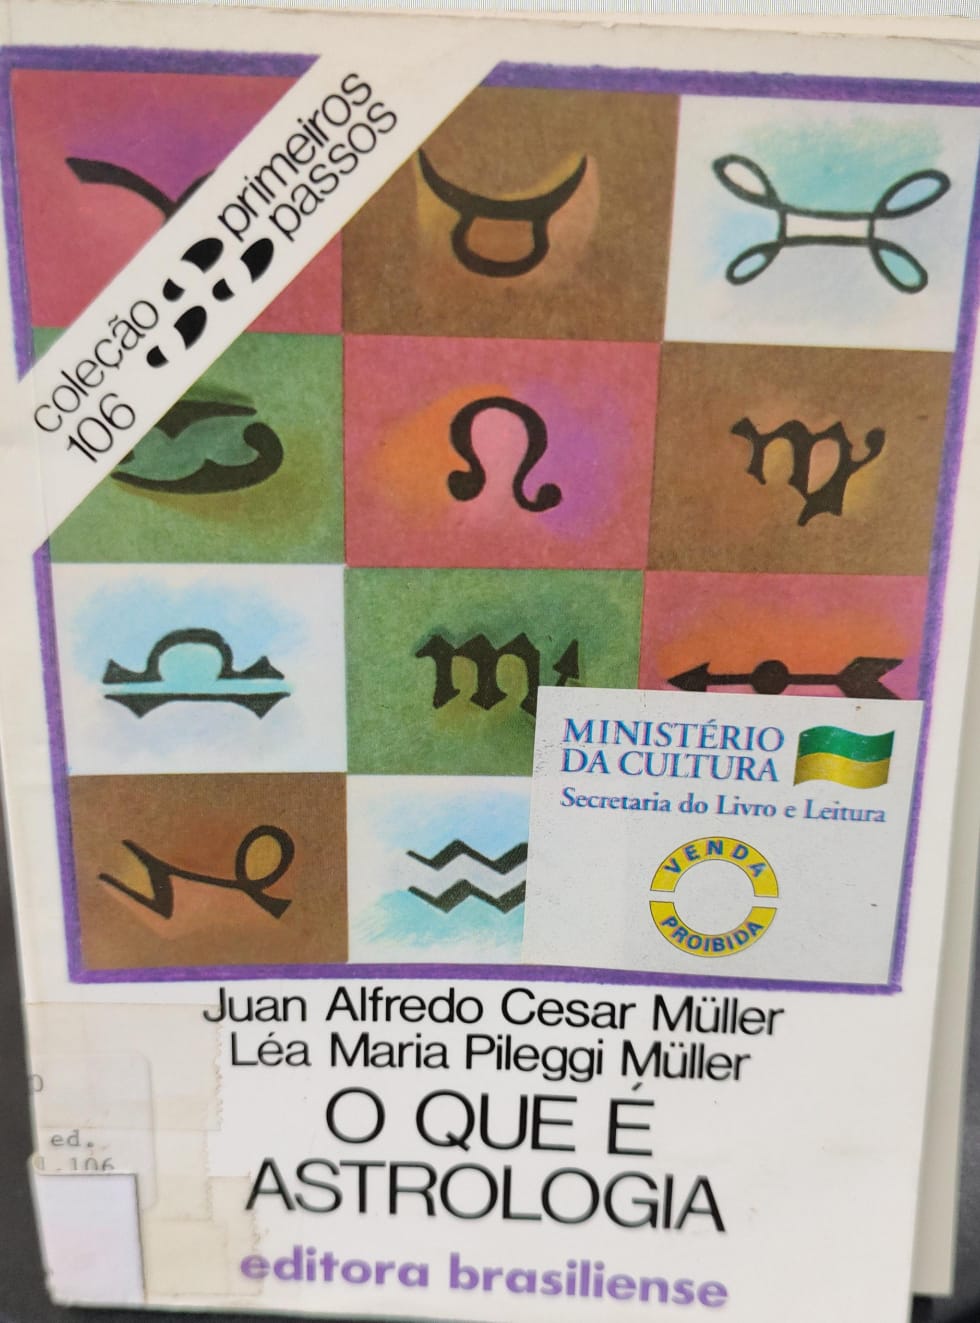 coleção primeiros
106 passos
MINISTÉRIO
DA CULTURA
Secretaria do Livro e Leitura
VENDA
PROIBIDA
Juan Alfredo Cesar Müller
Léa Maria Pileggi Müller
O QUE É
ASTROLOGIA
ed.
106
editora brasiliense